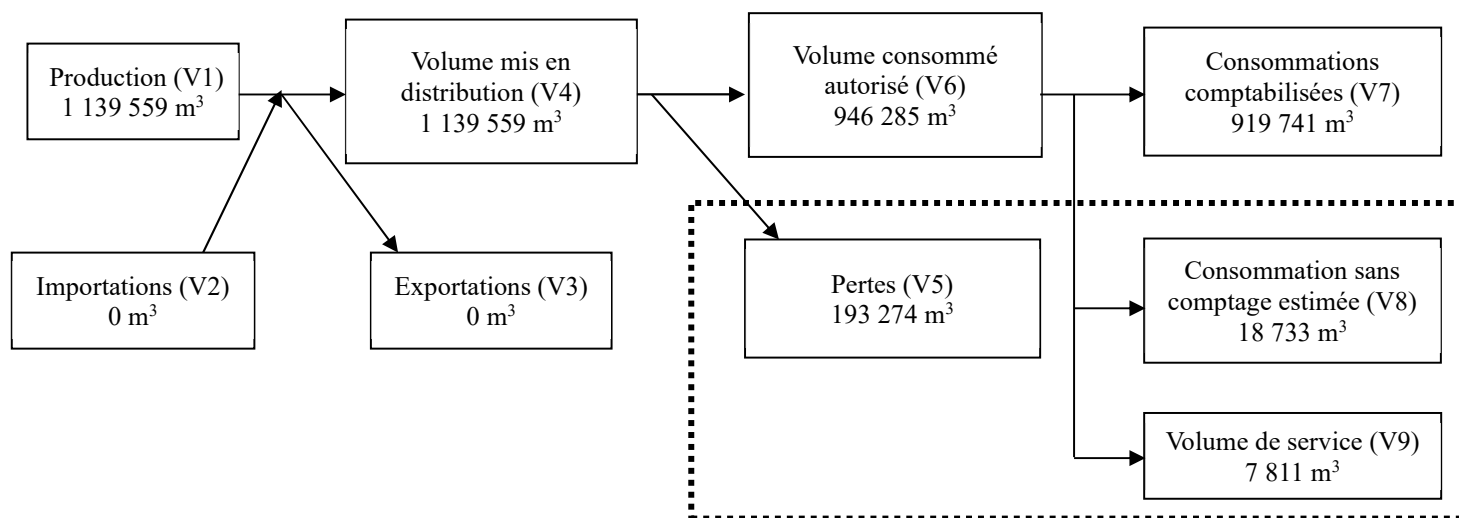 Production (V1)
1 139 559 m³
Volume mis en
distribution (V4)
1 139 559 m³
Volume consommé
autorisé (V6)
946 285 m³
Consommations
comptabilisées (V7)
919 741 m³
Importations (V2)
0 m³
Exportations (V3)
0 m³
Pertes (V5)
193 274 m³
Consommation sans
comptage estimée (V8)
18 733 m³
Volume de service (V9)
7 811 m³